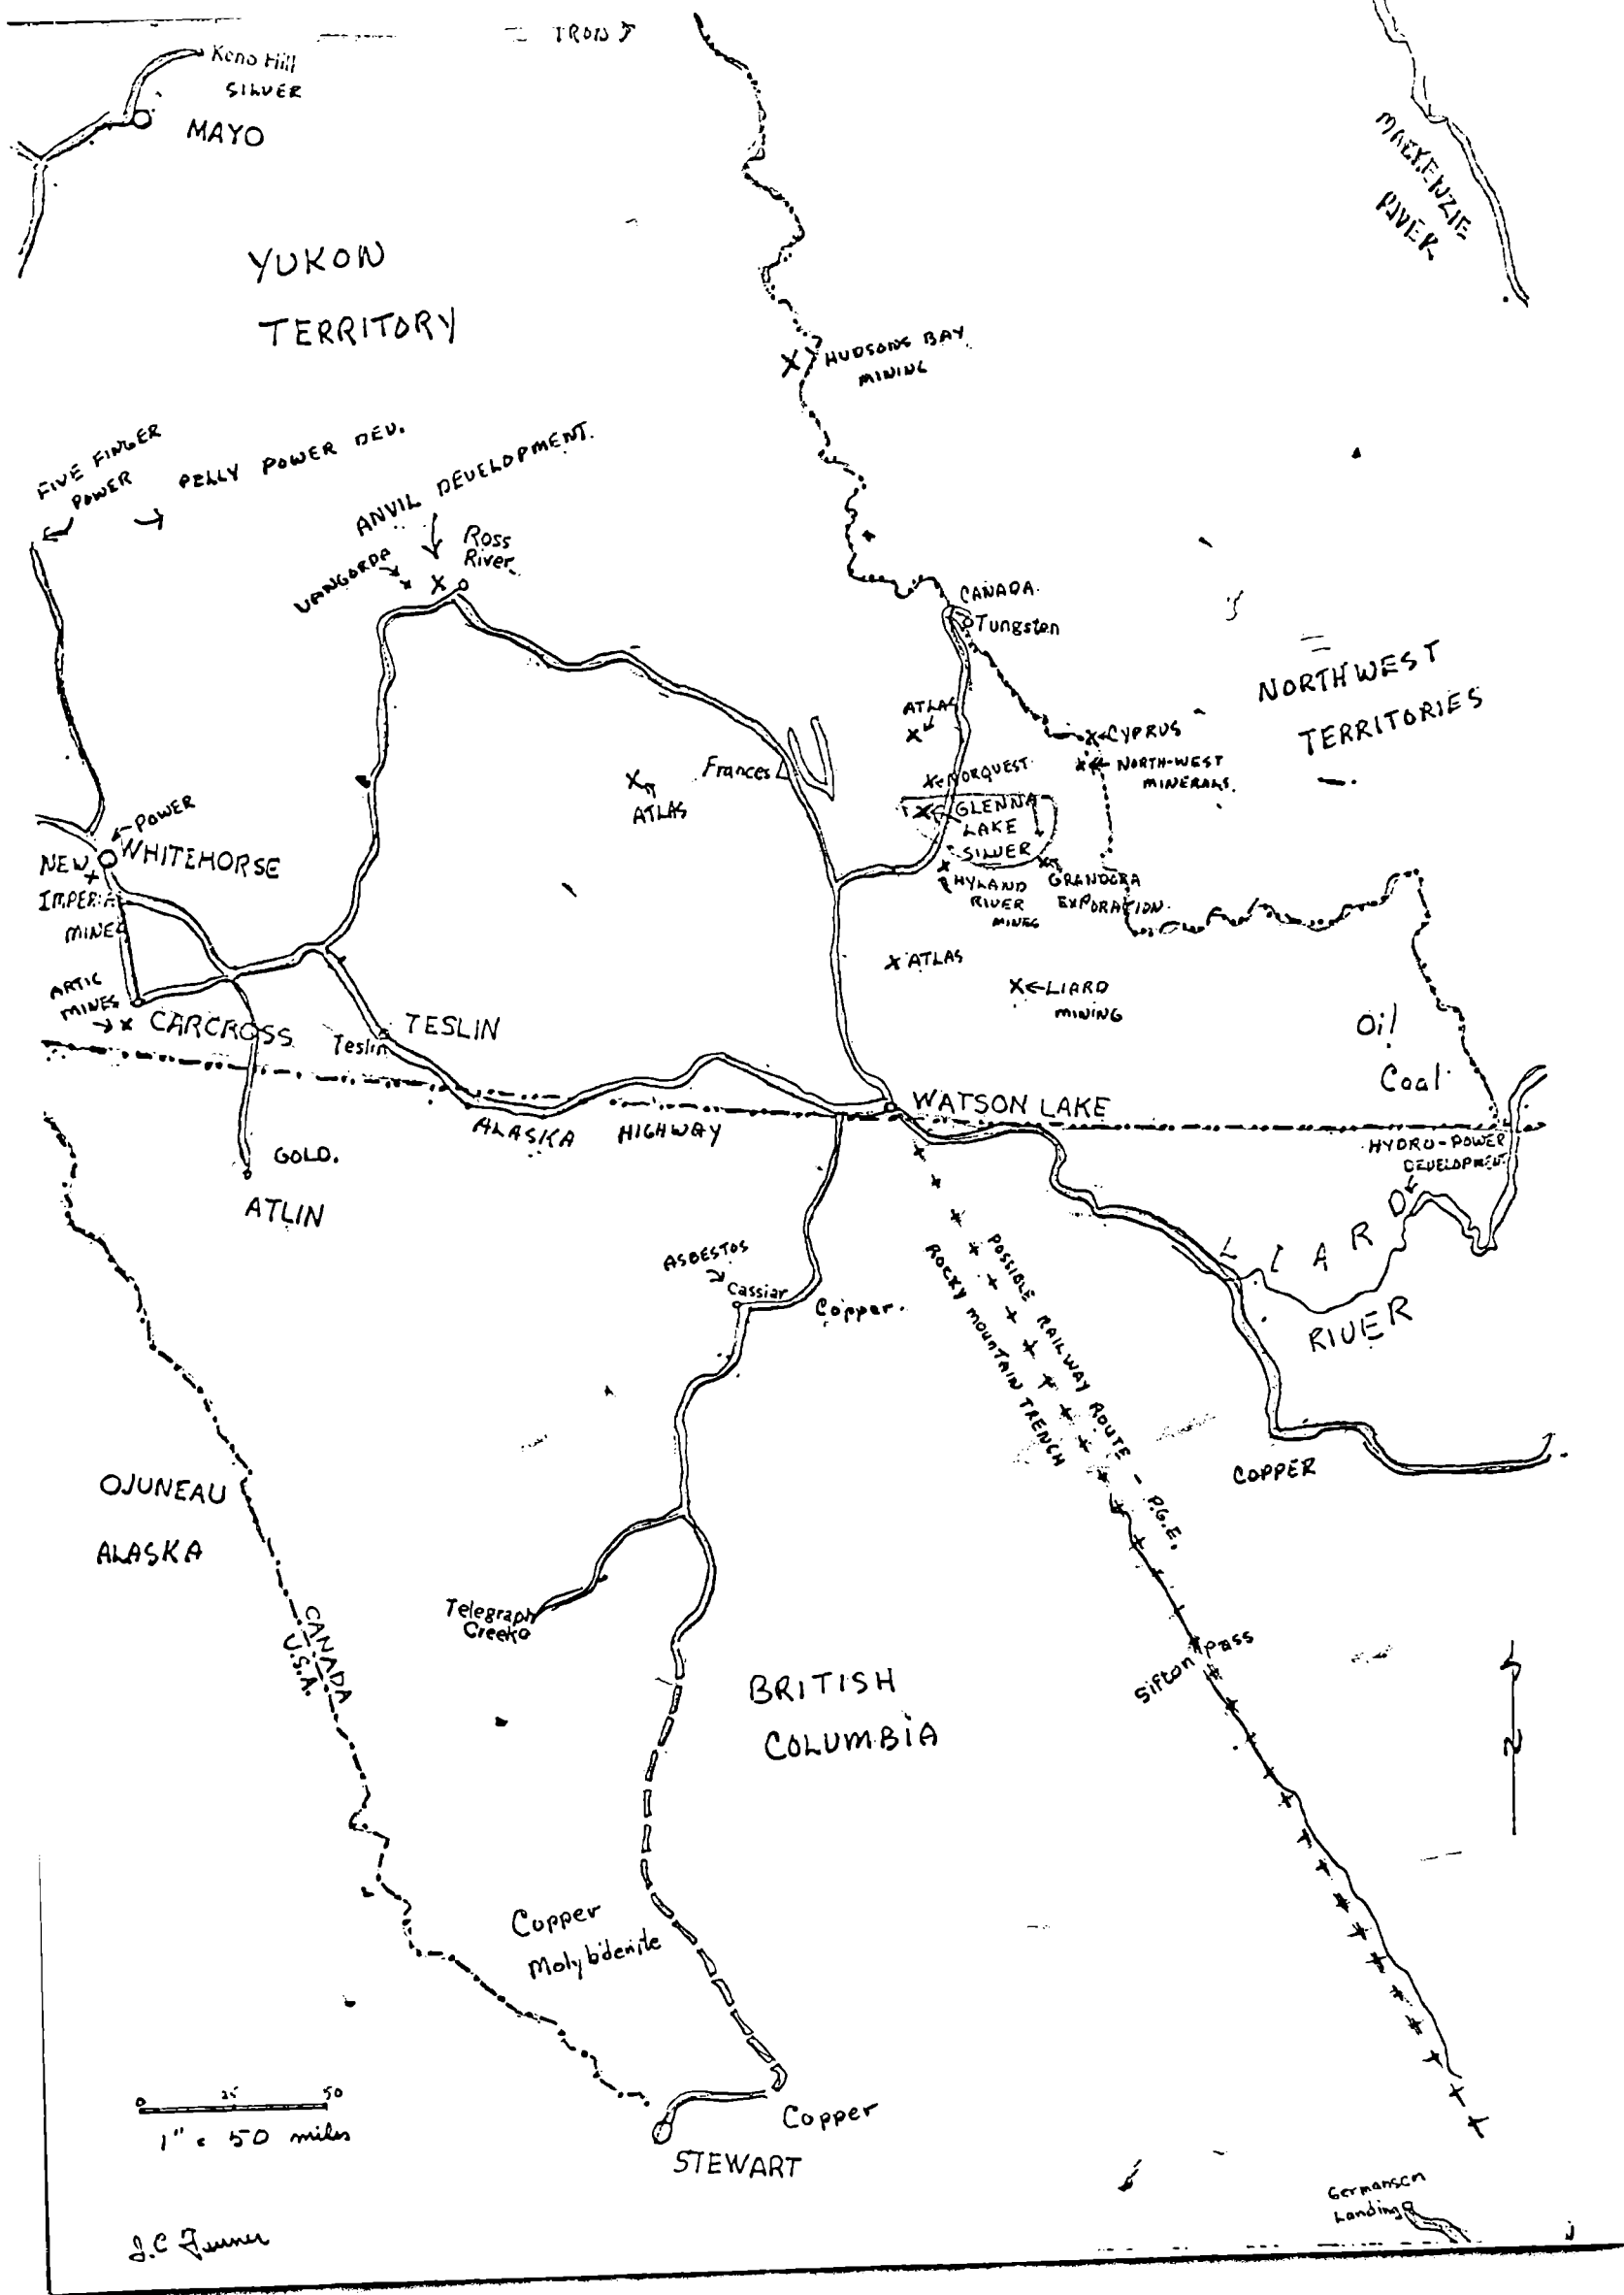 IRON
Keno Hill
SILVER
MAYO
MACKENZIE
RIVER
YUKON
TERRITORY
HUDSONS BAY
MINING
FIVE FINGER
POWER
PELLY POWER DEV.
ANVIL DEVELOPMENT.
VANGORDA
Ross
River
CANADA
Tungsten
NORTHWEST
TERRITORIES
ATLAS
CYPRUS
NORTH-WEST
MINERALS.
Frances
ATLAS
NORQUEST
GLENNA
LAKE
SILVER
POWER
WHITEHORSE
NEW
IMPERIAL
MINES
HYLAND
RIVER
MINES
GRANDORA
EXPORATION
ATLAS
LIARD
MINING
ARTIC
MINES
CARCROSS
Teslin
TESLIN
Oil
Coal
WATSON LAKE
ALASKA HIGHWAY
HYDRO-POWER
DEVELOPMENT
GOLD.
ATLIN
LIARD
RIVER
ASBESTOS
Cassiar
Copper.
POSSIBLE RAILWAY ROUTE - P.G.E.
ROCKY MOUNTAIN TRENCH
COPPER
OJUNEAU
ALASKA
CANADA
U.S.A.
Telegraph
Creek
BRITISH
COLUMBIA
Sifton Pass
N
Copper
Molybdenite
0 25 50
1" = 50 miles
Copper
STEWART
Germansen
Landing